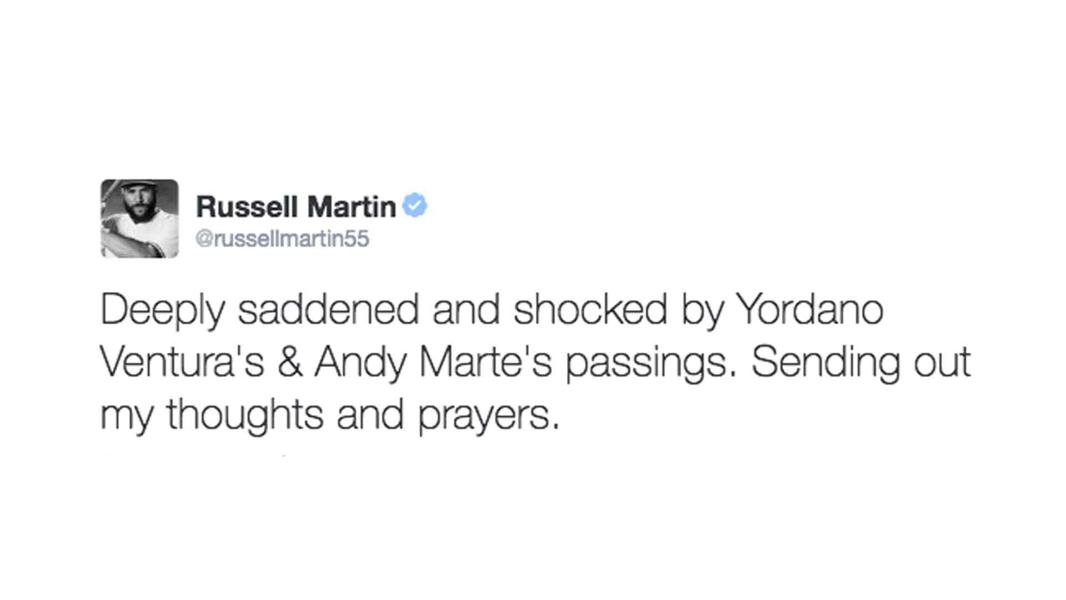 Russell Martin
@russellmartin55
Deeply saddened and shocked by Yordano
Ventura's & Andy Marte's passings. Sending out
my thoughts and prayers.